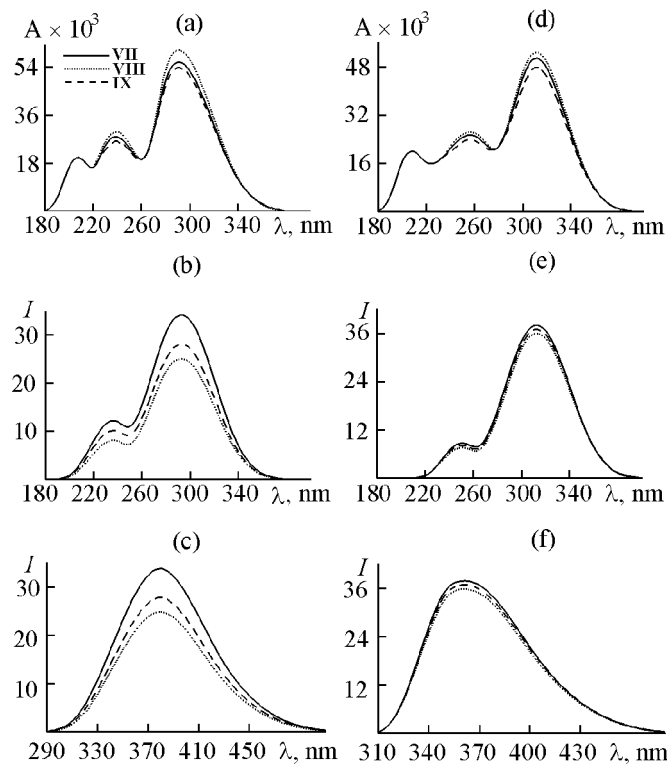 (a)
A × 10³
VII
VIII
IX
54
36
18
180 220 260 300 340 λ, nm
(d)
A × 10³
48
32
16
180 220 260 300 340 λ, nm
(b)
I
30
20
10
180 220 260 300 340 λ, nm
(e)
I
36
24
12
180 220 260 300 340 λ, nm
(c)
I
30
20
10
290 330 370 410 450 λ, nm
(f)
I
36
24
12
310 340 370 400 430 λ, nm